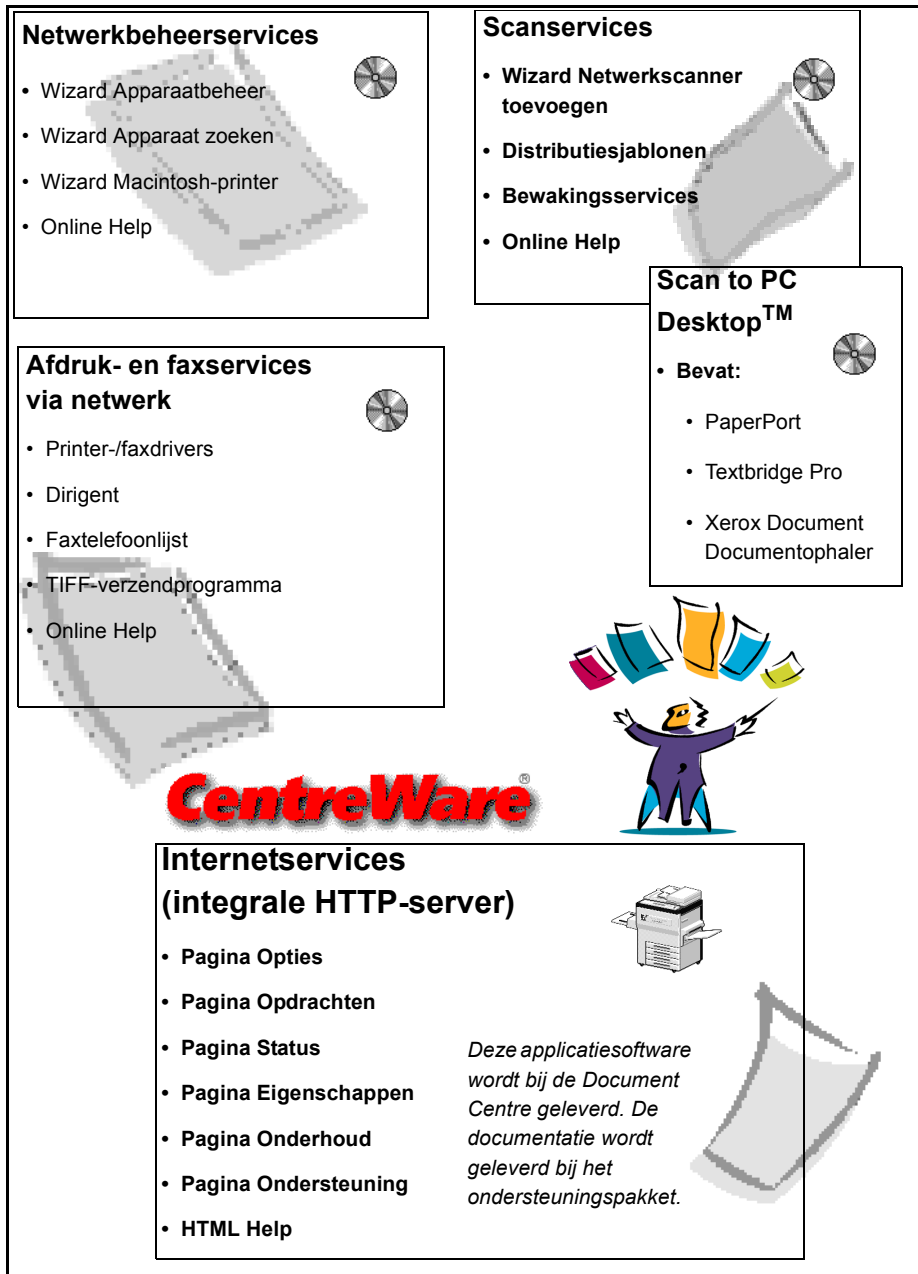 Netwerkbeheerservices
• Wizard Apparaatbeheer
• Wizard Apparaat zoeken
• Wizard Macintosh-printer
• Online Help
Scanservices
• Wizard Netwerkscanner
toevoegen
• Distributiesjablonen
• Bewakingsservices
• Online Help
Scan to PC
Desktop™
• Bevat:
• PaperPort
• Textbridge Pro
• Xerox Document
Documentophaler
Afdruk- en faxservices
via netwerk
• Printer-/faxdrivers
• Dirigent
• Faxtelefoonlijst
• TIFF-verzendprogramma
• Online Help
CentreWare®
Internetservices
(integrale HTTP-server)
• Pagina Opties
• Pagina Opdrachten
• Pagina Status
• Pagina Eigenschappen
• Pagina Onderhoud
• Pagina Ondersteuning
• HTML Help
Deze applicatiesoftware
wordt bij de Document
Centre geleverd. De
documentatie wordt
geleverd bij het
ondersteuningspakket.